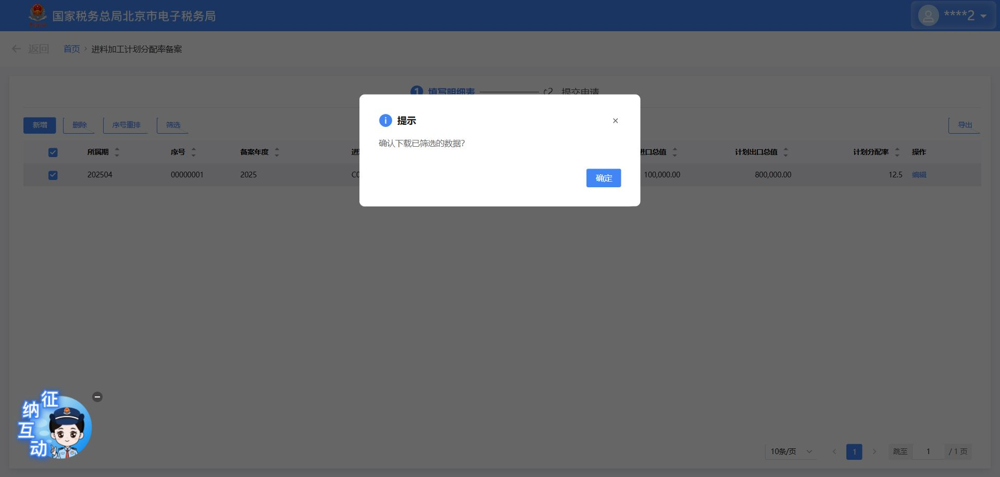 国家税务总局北京市电子税务局
****2
返回 首页 进料加工计划分配率备案
1 填写明细表 2 提交申请
新增 删除 序号重排 筛选 导出
提示
确认下载已筛选的数据?
确定
所属期 序号 备案年度 进 进口总值 计划出口总值 计划分配率 操作
202504 00000001 2025 C0 100,000.00 800,000.00 12.5 编辑
征纳互动
10条/页 1 跳至 1 / 1 页